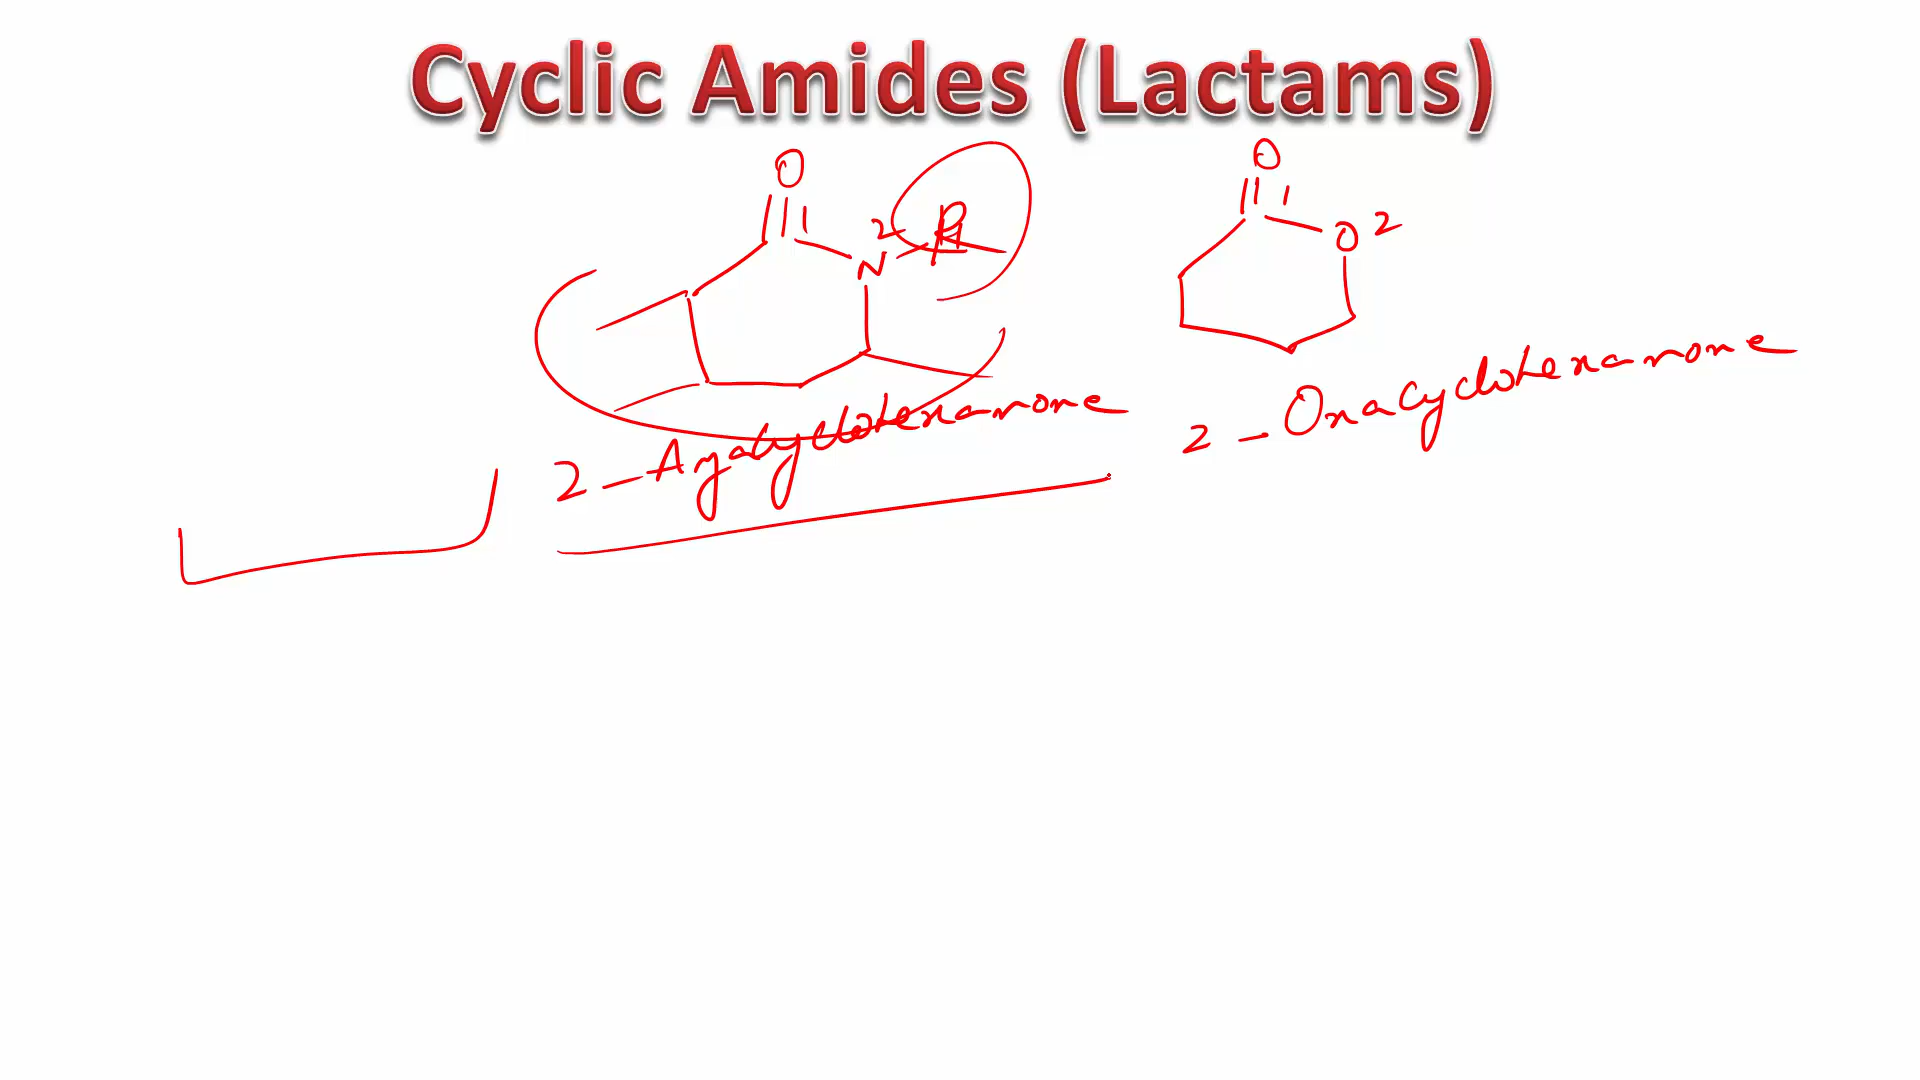 Cyclic Amides (Lactams)
O
2
N
O
O 2
2-Azacyclohexanone
2-Oxacyclohexanone